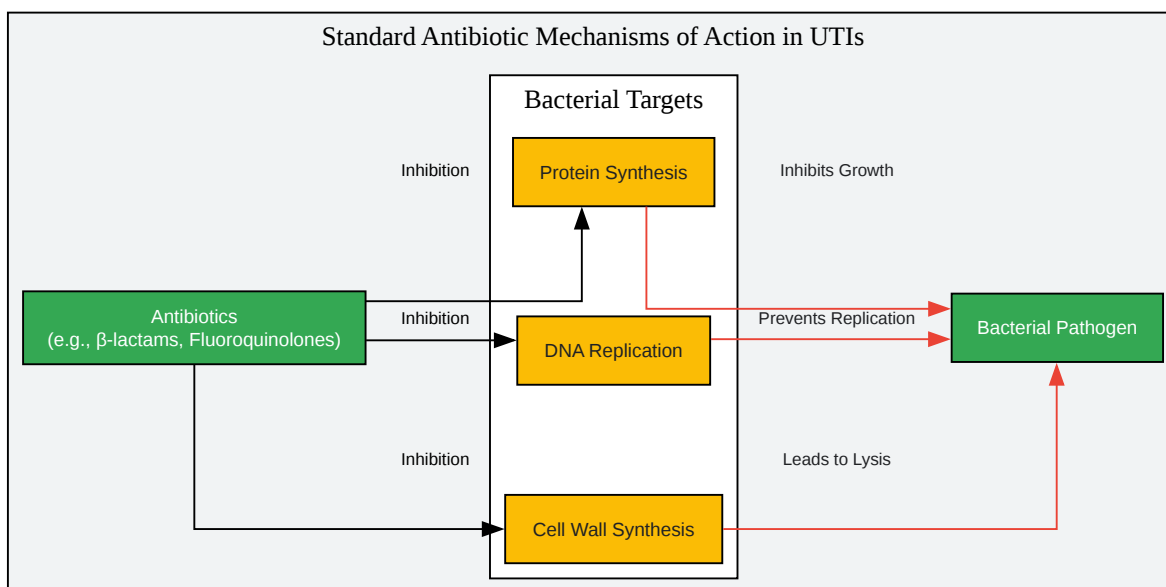 Standard Antibiotic Mechanisms of Action in UTIs
Bacterial Targets
Inhibition
Protein Synthesis
Inhibits Growth
Antibiotics
(e.g., β-lactams, Fluoroquinolones)
Inhibition
DNA Replication
Prevents Replication
Bacterial Pathogen
Inhibition
Leads to Lysis
Cell Wall Synthesis